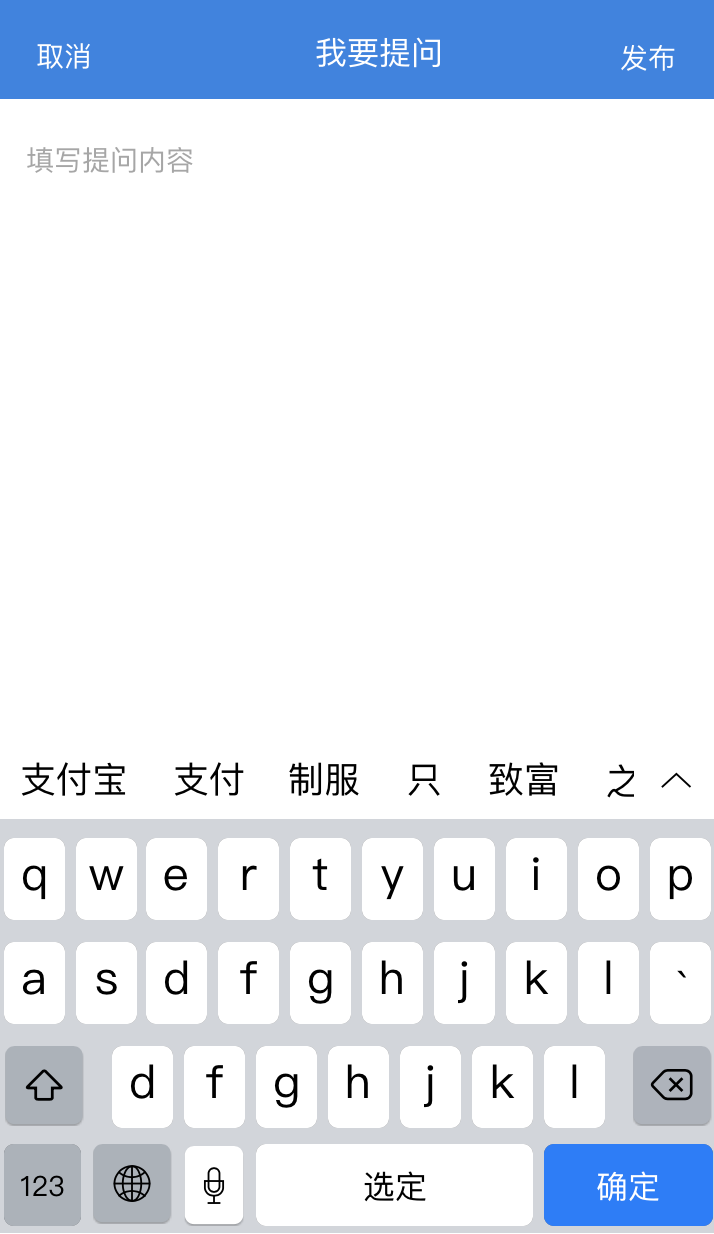 取消 我要提问 发布
填写提问内容
支付宝 支付 制服 只 致富 之
q w e r t y u i o p
a s d f g h j k l 、
d f g h j k l
123 选定 确定